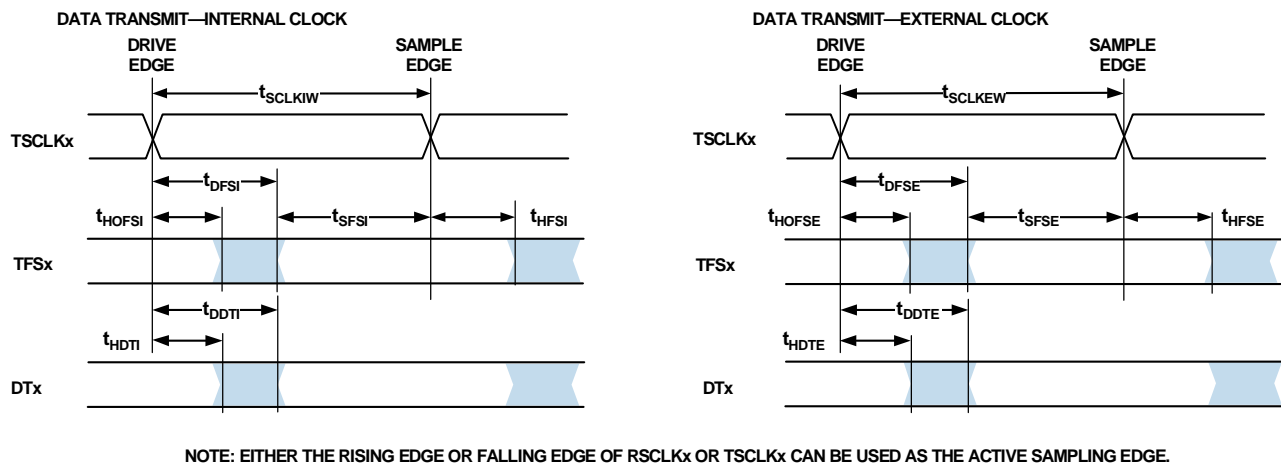 DATA TRANSMIT—INTERNAL CLOCK
DRIVE
EDGE
SAMPLE
EDGE
tSCLKIW
TSCLKx
tDFSI
tHOFSI
tSFSI
tHFSI
TFSx
tDDTI
tHDTI
DTx
DATA TRANSMIT—EXTERNAL CLOCK
DRIVE
EDGE
SAMPLE
EDGE
tSCLKEW
TSCLKx
tDFSE
tHOFSE
tSFSE
tHFSE
TFSx
tDDTE
tHDTE
DTx
NOTE: EITHER THE RISING EDGE OR FALLING EDGE OF RSCLKx OR TSCLKx CAN BE USED AS THE ACTIVE SAMPLING EDGE.